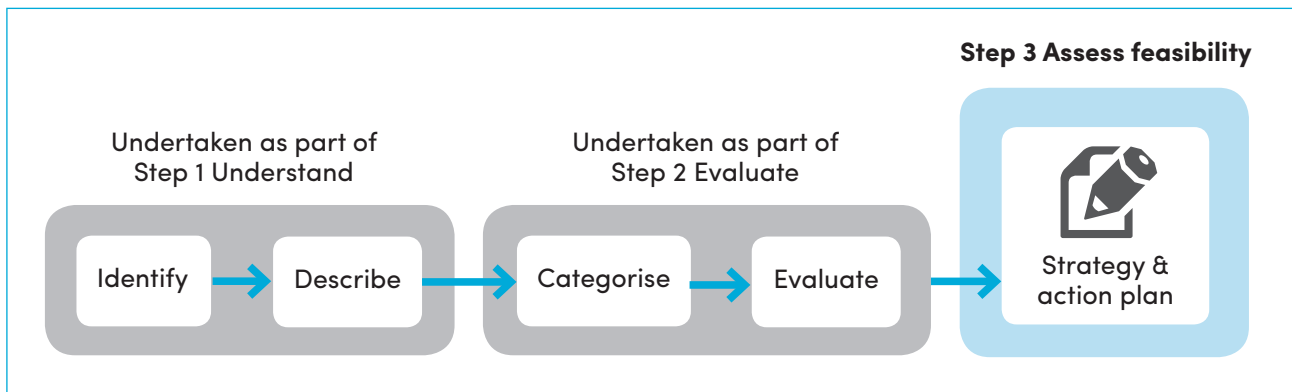 Step 3 Assess feasibility
Undertaken as part of
Step 1 Understand
Undertaken as part of
Step 2 Evaluate
Identify
Describe
Categorise
Evaluate
Strategy &
action plan